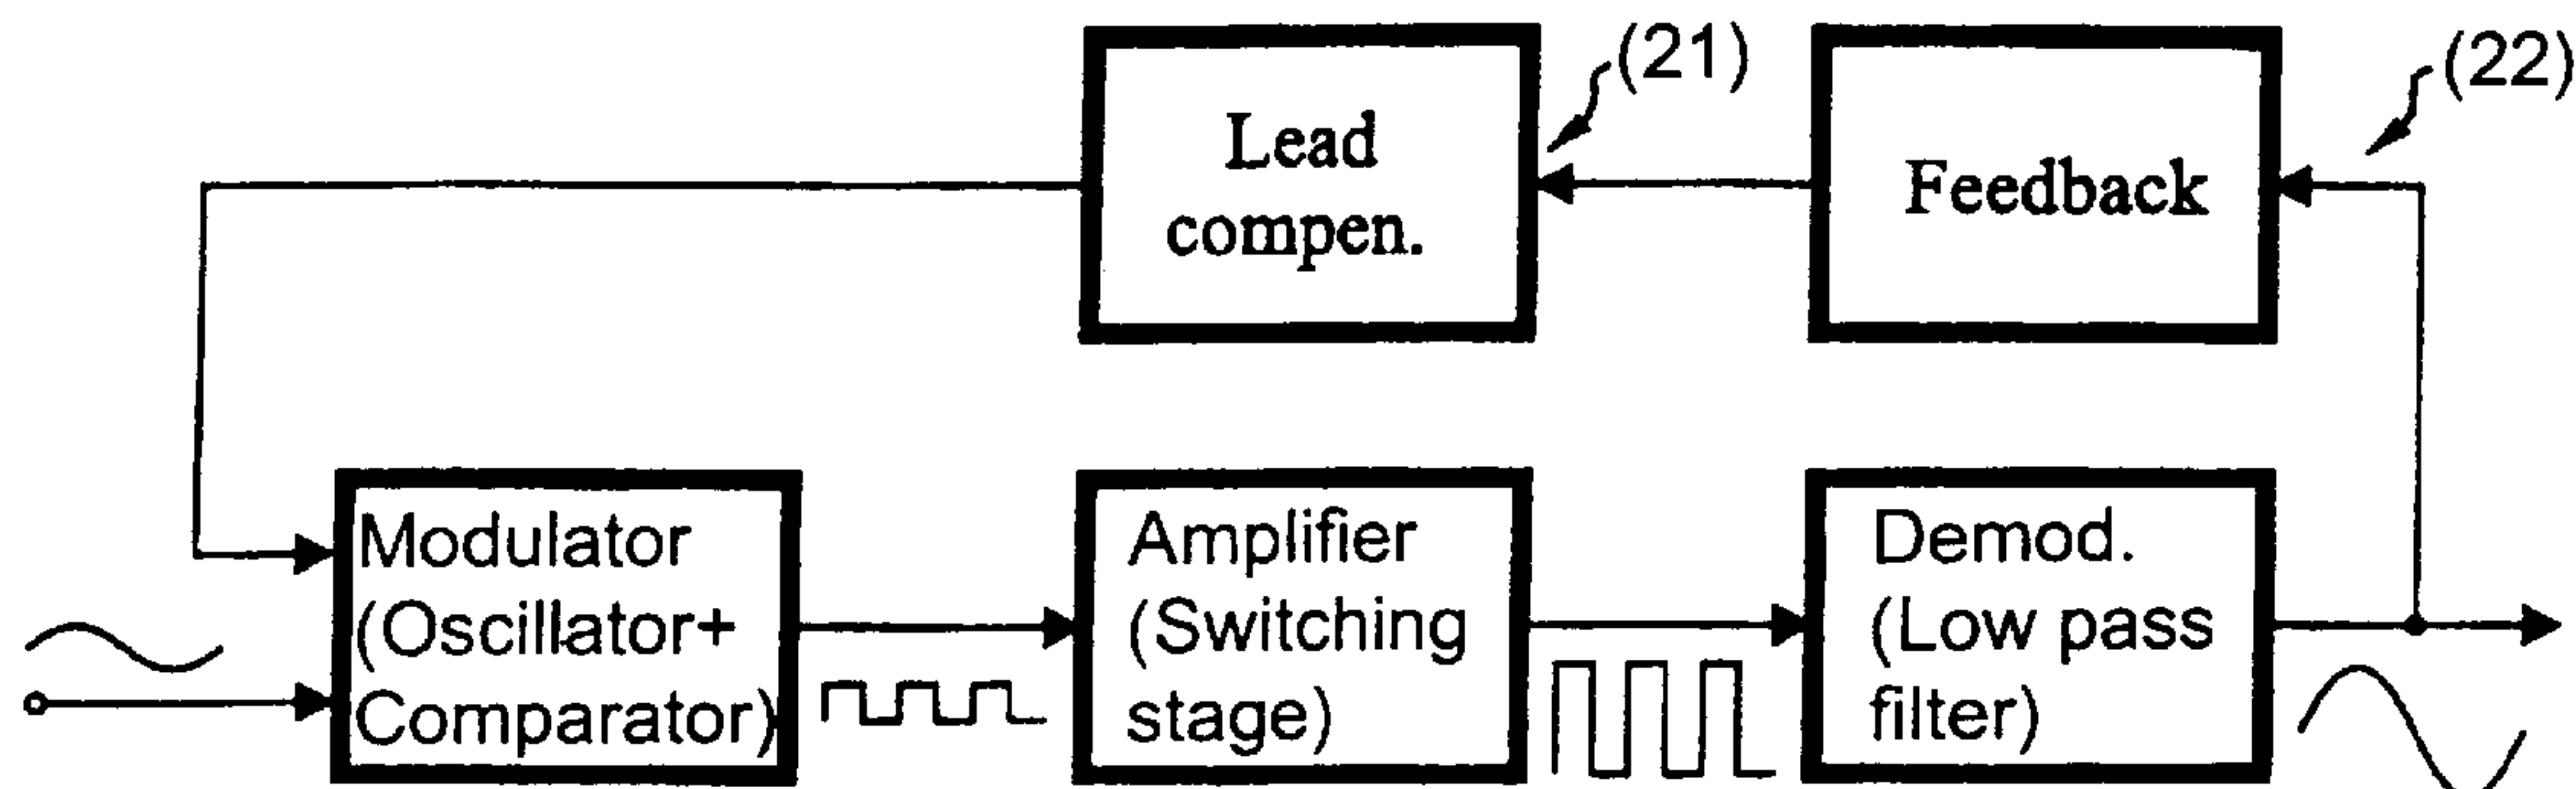 (21)
(22)
Lead
compen.
Feedback
Modulator
(Oscillator+
Comparator)
Amplifier
(Switching
stage)
Demod.
(Low pass
filter)